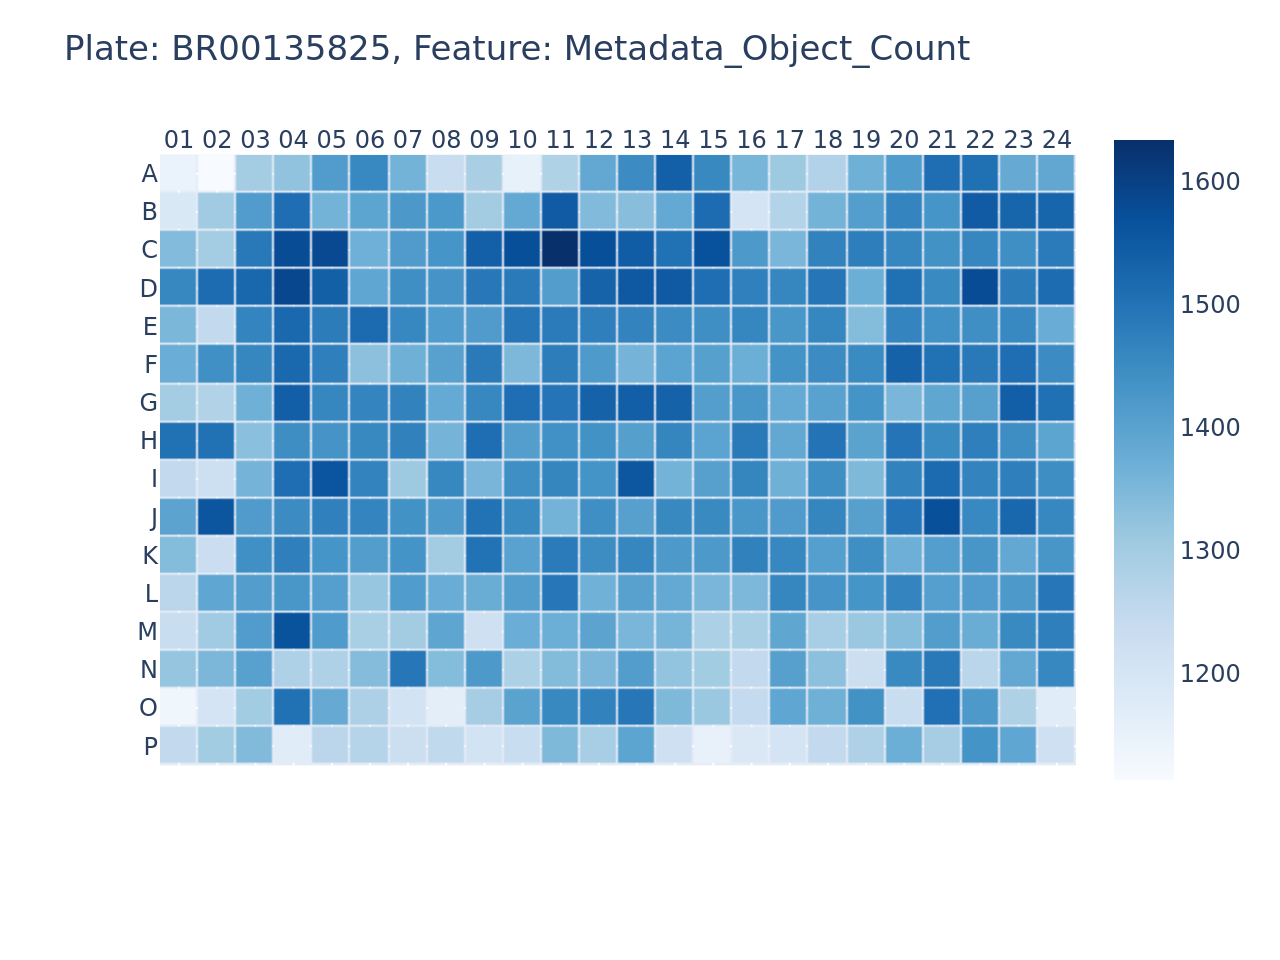 Plate: BR00135825, Feature: Metadata_Object_Count
01 02 03 04 05 06 07 08 09 10 11 12 13 14 15 16 17 18 19 20 21 22 23 24
A
B
C
D
E
F
G
H
I
J
K
L
M
N
O
P
1600
1500
1400
1300
1200